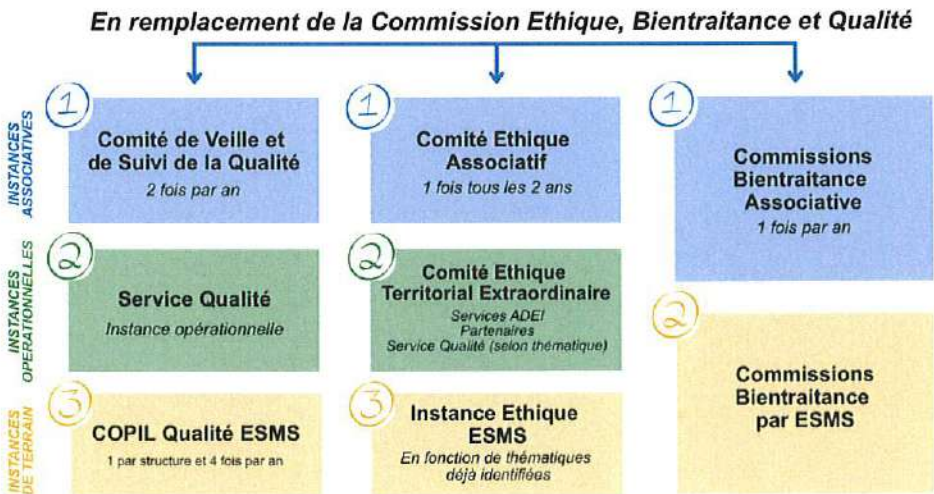 En remplacement de la Commission Ethique, Bientraitance et Qualité
INSTANCES
ASSOCIATIVES
1
Comité de Veille et
de Suivi de la Qualité
2 fois par an
1
Comité Ethique
Associatif
1 fois tous les 2 ans
1
Commissions
Bientraitance
Associative
1 fois par an
INSTANCES
OPERATIONNELLES
2
Service Qualité
Instance opérationnelle
2
Comité Ethique
Territorial Extraordinaire
Services ADEI
Partenaires
Service Qualité (selon thématique)
2
Commissions
Bientraitance
par ESMS
INSTANCES
DE TERRAIN
3
COPIL Qualité ESMS
1 par structure et 4 fois par an
3
Instance Ethique
ESMS
En fonction de thématiques
déjà identifiées